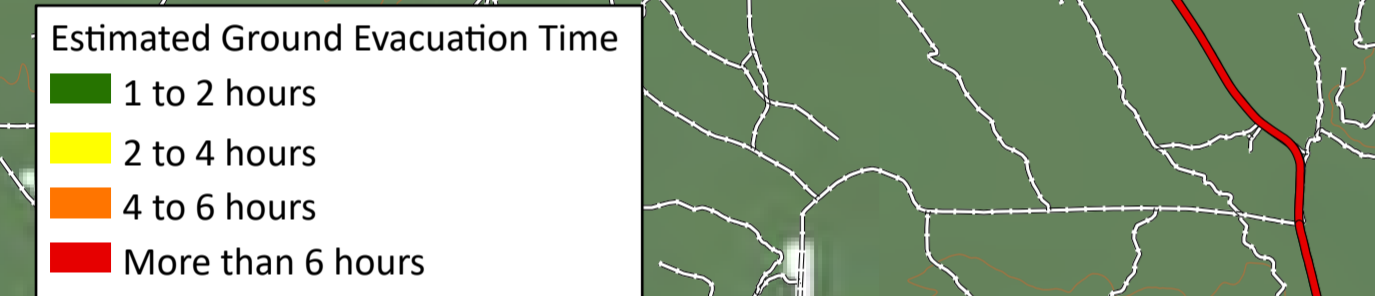 Estimated Ground Evacuation Time
1 to 2 hours
2 to 4 hours
4 to 6 hours
More than 6 hours